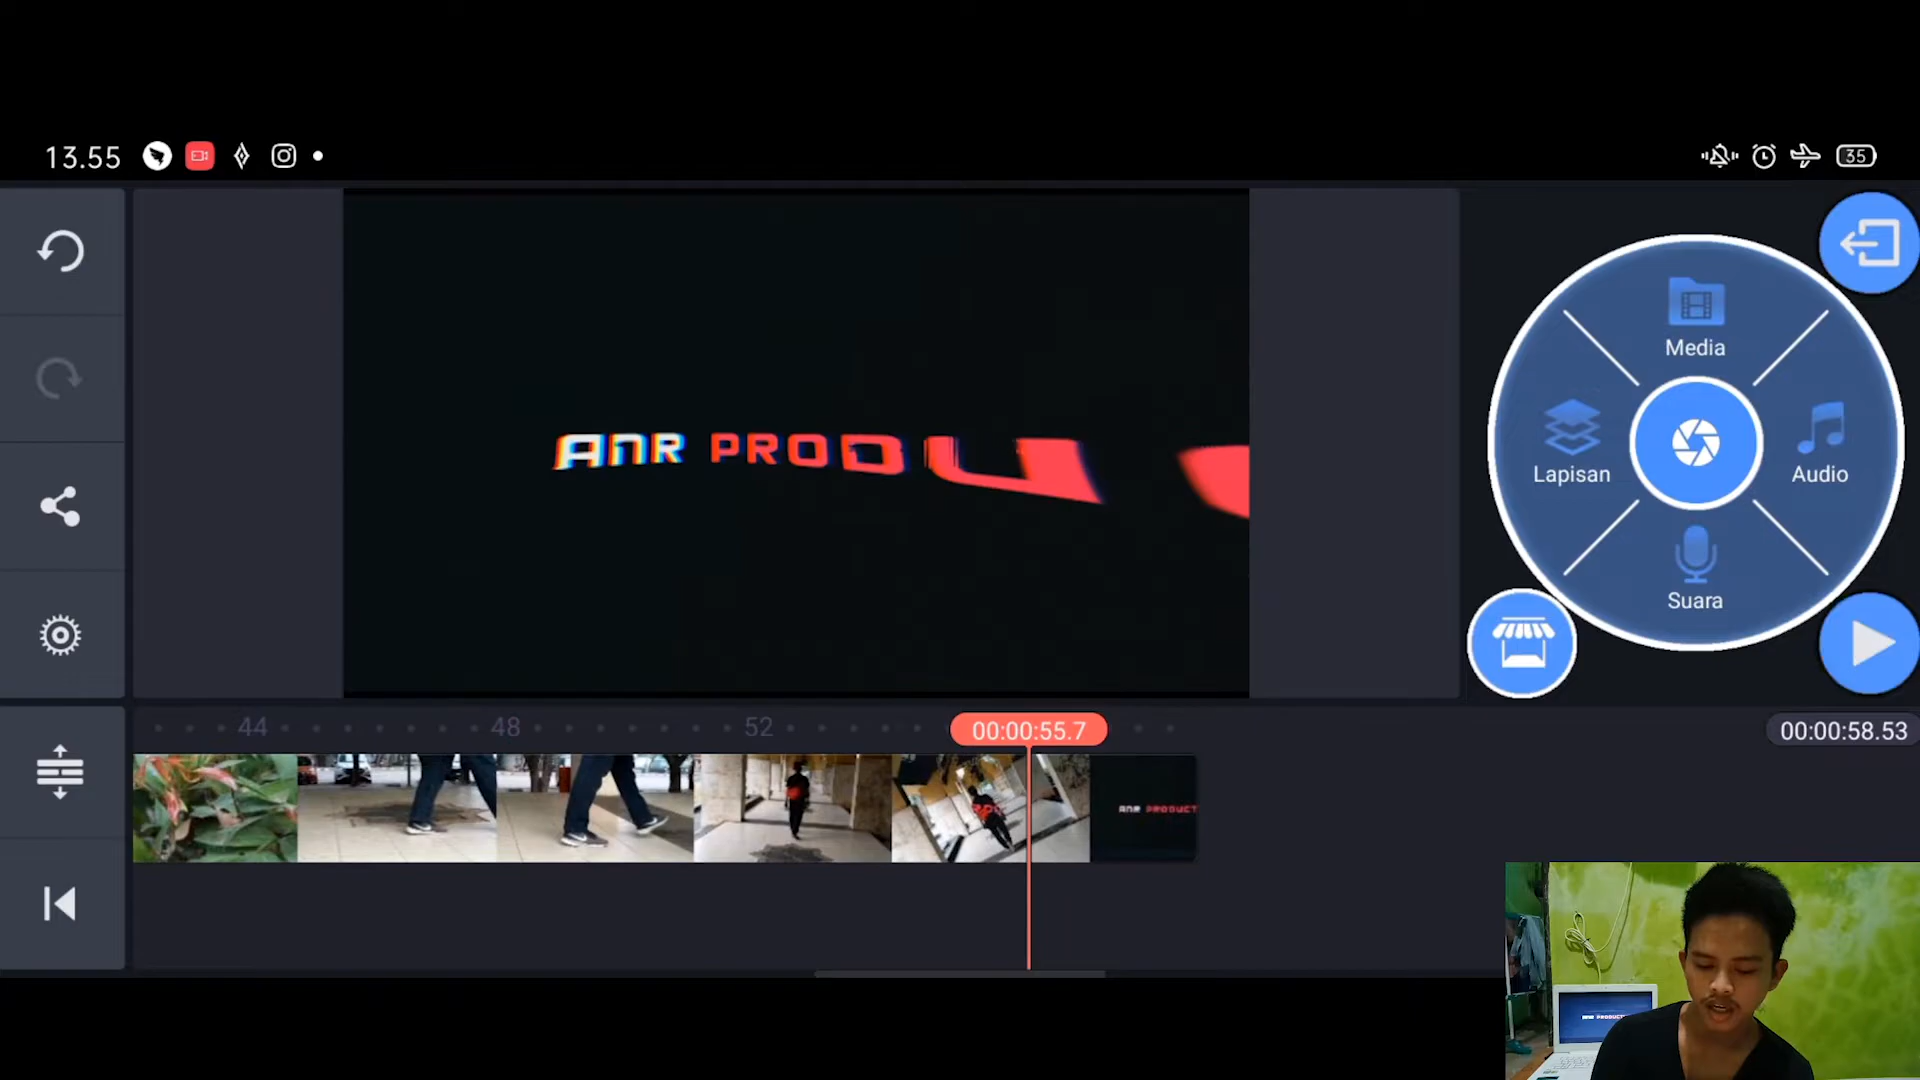 13.55
35
ANR PRODU
Media
Lapisan
Audio
Suara
44
48
52
00:00:55.7
00:00:58.53
ANR PRODUCT